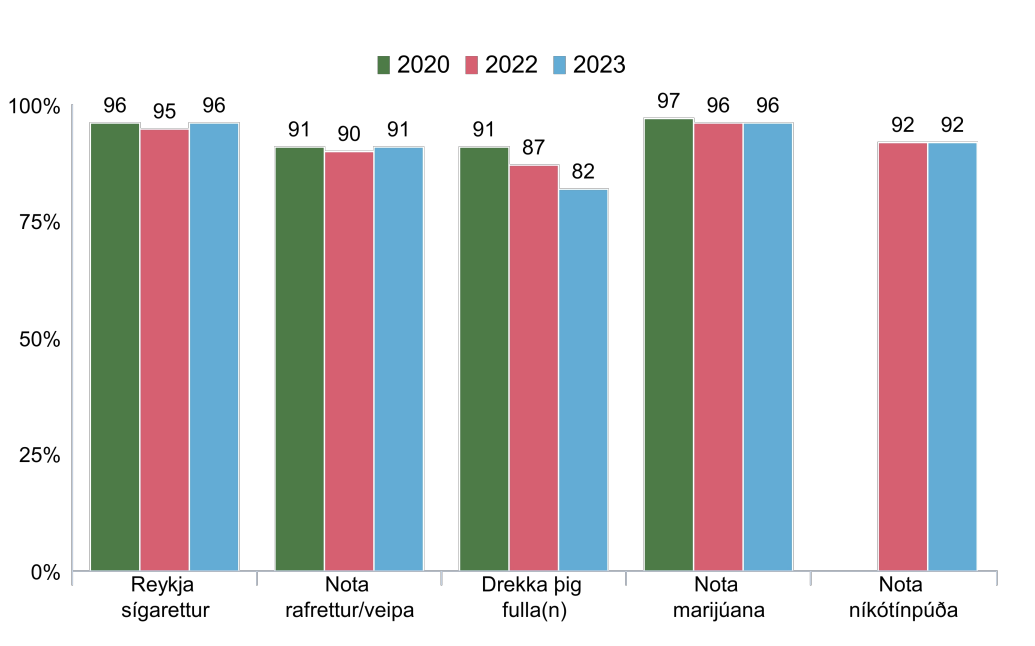 2020 2022 2023
100%
75%
50%
25%
0%
96 95 96
91 90 91
91 87 82
97 96 96
92 92
Reykja
sígarettur
Nota
rafrettur/veipa
Drekka þig
fulla(n)
Nota
marijúana
Nota
níkótínpúða